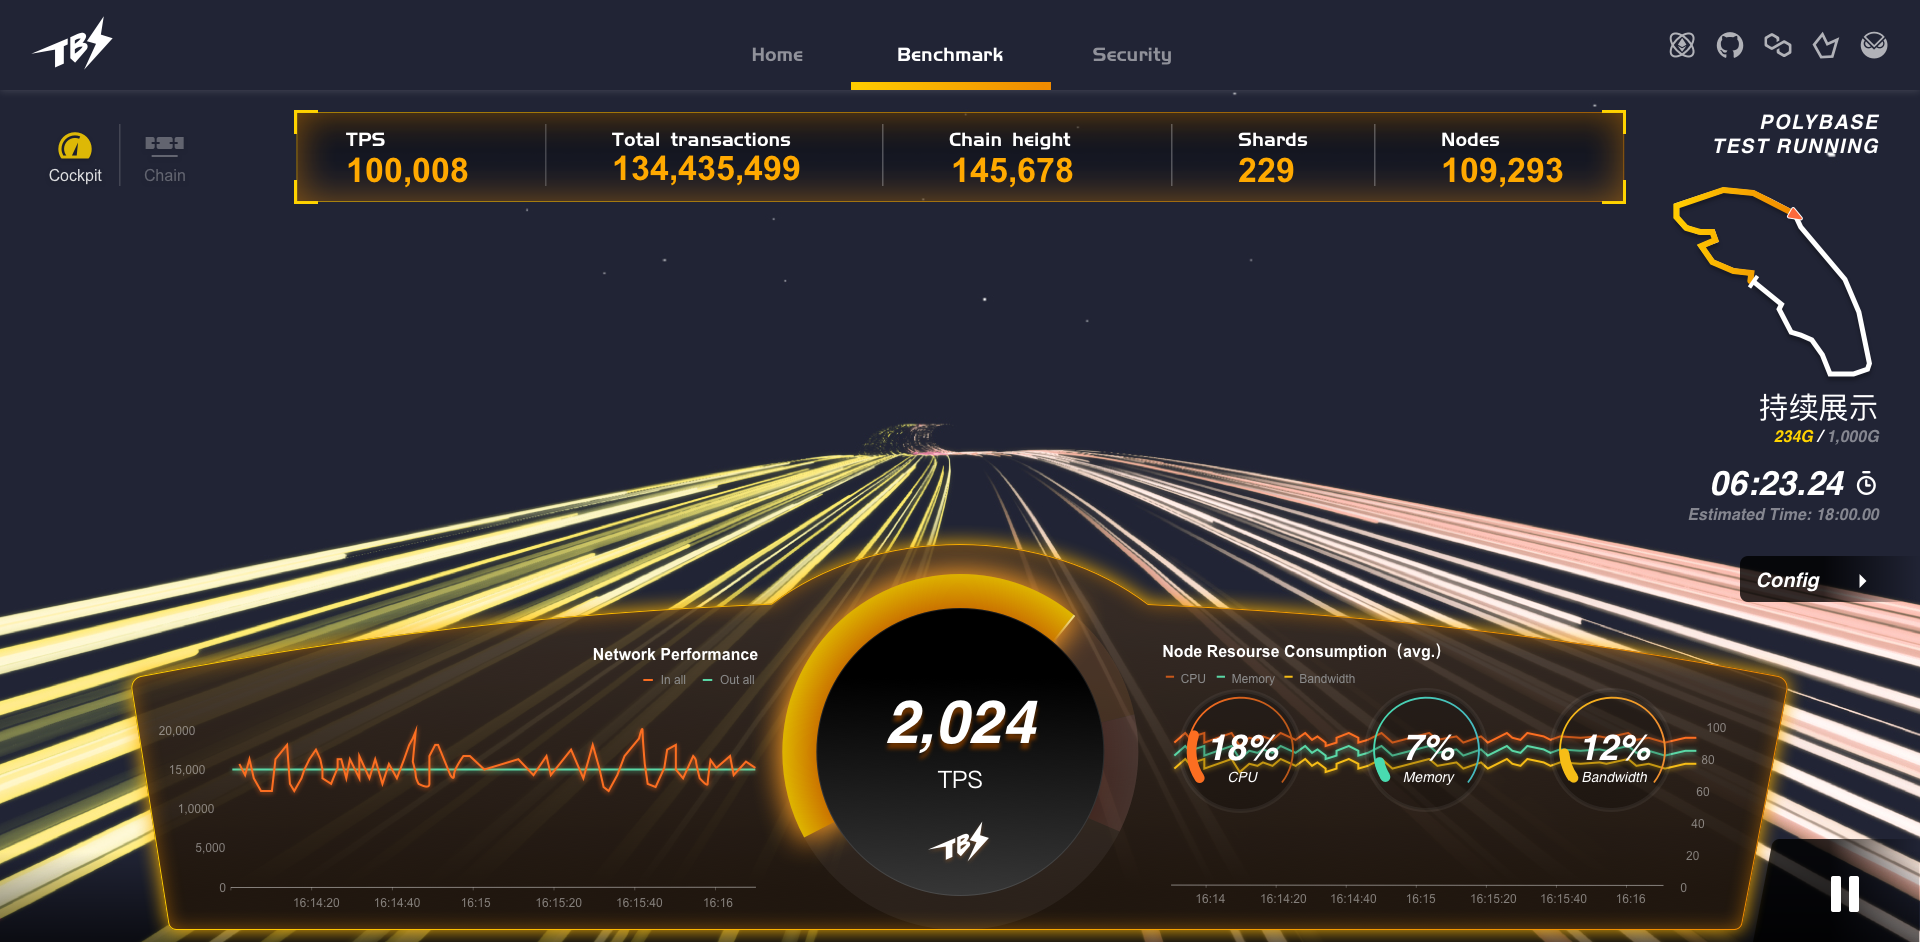 TBS
Home
Benchmark
Security
Cockpit
Chain
TPS
100,008
Total transactions
134,435,499
Chain height
145,678
Shards
229
Nodes
109,293
POLYBASE
TEST RUNNING
持续展示
234G / 1,000G
06:23.24
Estimated Time: 18:00.00
Config
Network Performance
In all
Out all
20,000
15,000
1,0000
5,000
0
16:14:20
16:14:40
16:15
16:15:20
16:15:40
16:16
2,024
TPS
TBS
Node Resourse Consumption（avg.）
CPU
Memory
Bandwidth
18%
CPU
7%
Memory
12%
Bandwidth
100
80
60
40
20
0
16:14
16:14:20
16:14:40
16:15
16:15:20
16:15:40
16:16